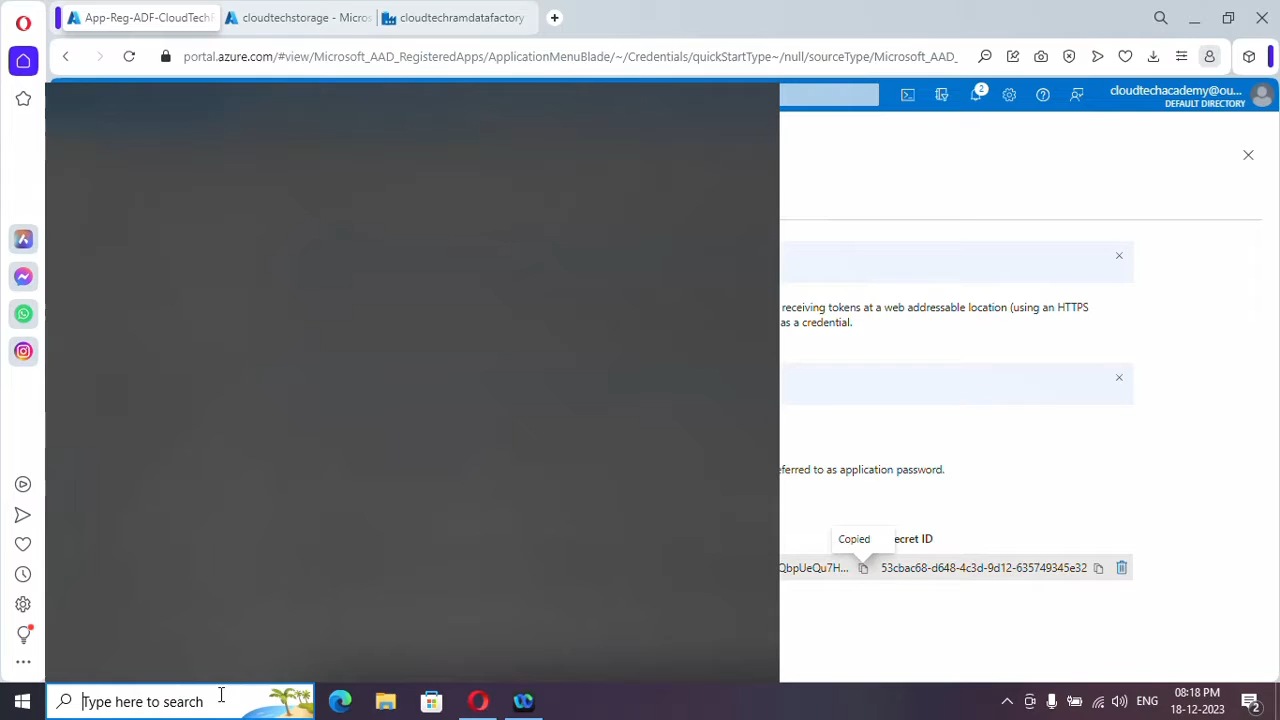 App-Reg-ADF-CloudTechR
cloudtechstorage - Micros
cloudtechramdatafactory
portal.azure.com/#view/Microsoft_AAD_RegisteredApps/ApplicationMenuBlade/~/Credentials/quickStartType~/null/sourceType/Microsoft_AAD_
2
cloudtechacademy@ou...
DEFAULT DIRECTORY
receiving tokens at a web addressable location (using an HTTPS
as a credential.
ferred to as application password.
Copied
ecret ID
QbpUeQu7H...
53cbac68-d648-4c3d-9d12-635749345e32
Type here to search
ENG
08:18 PM
18-12-2023
2